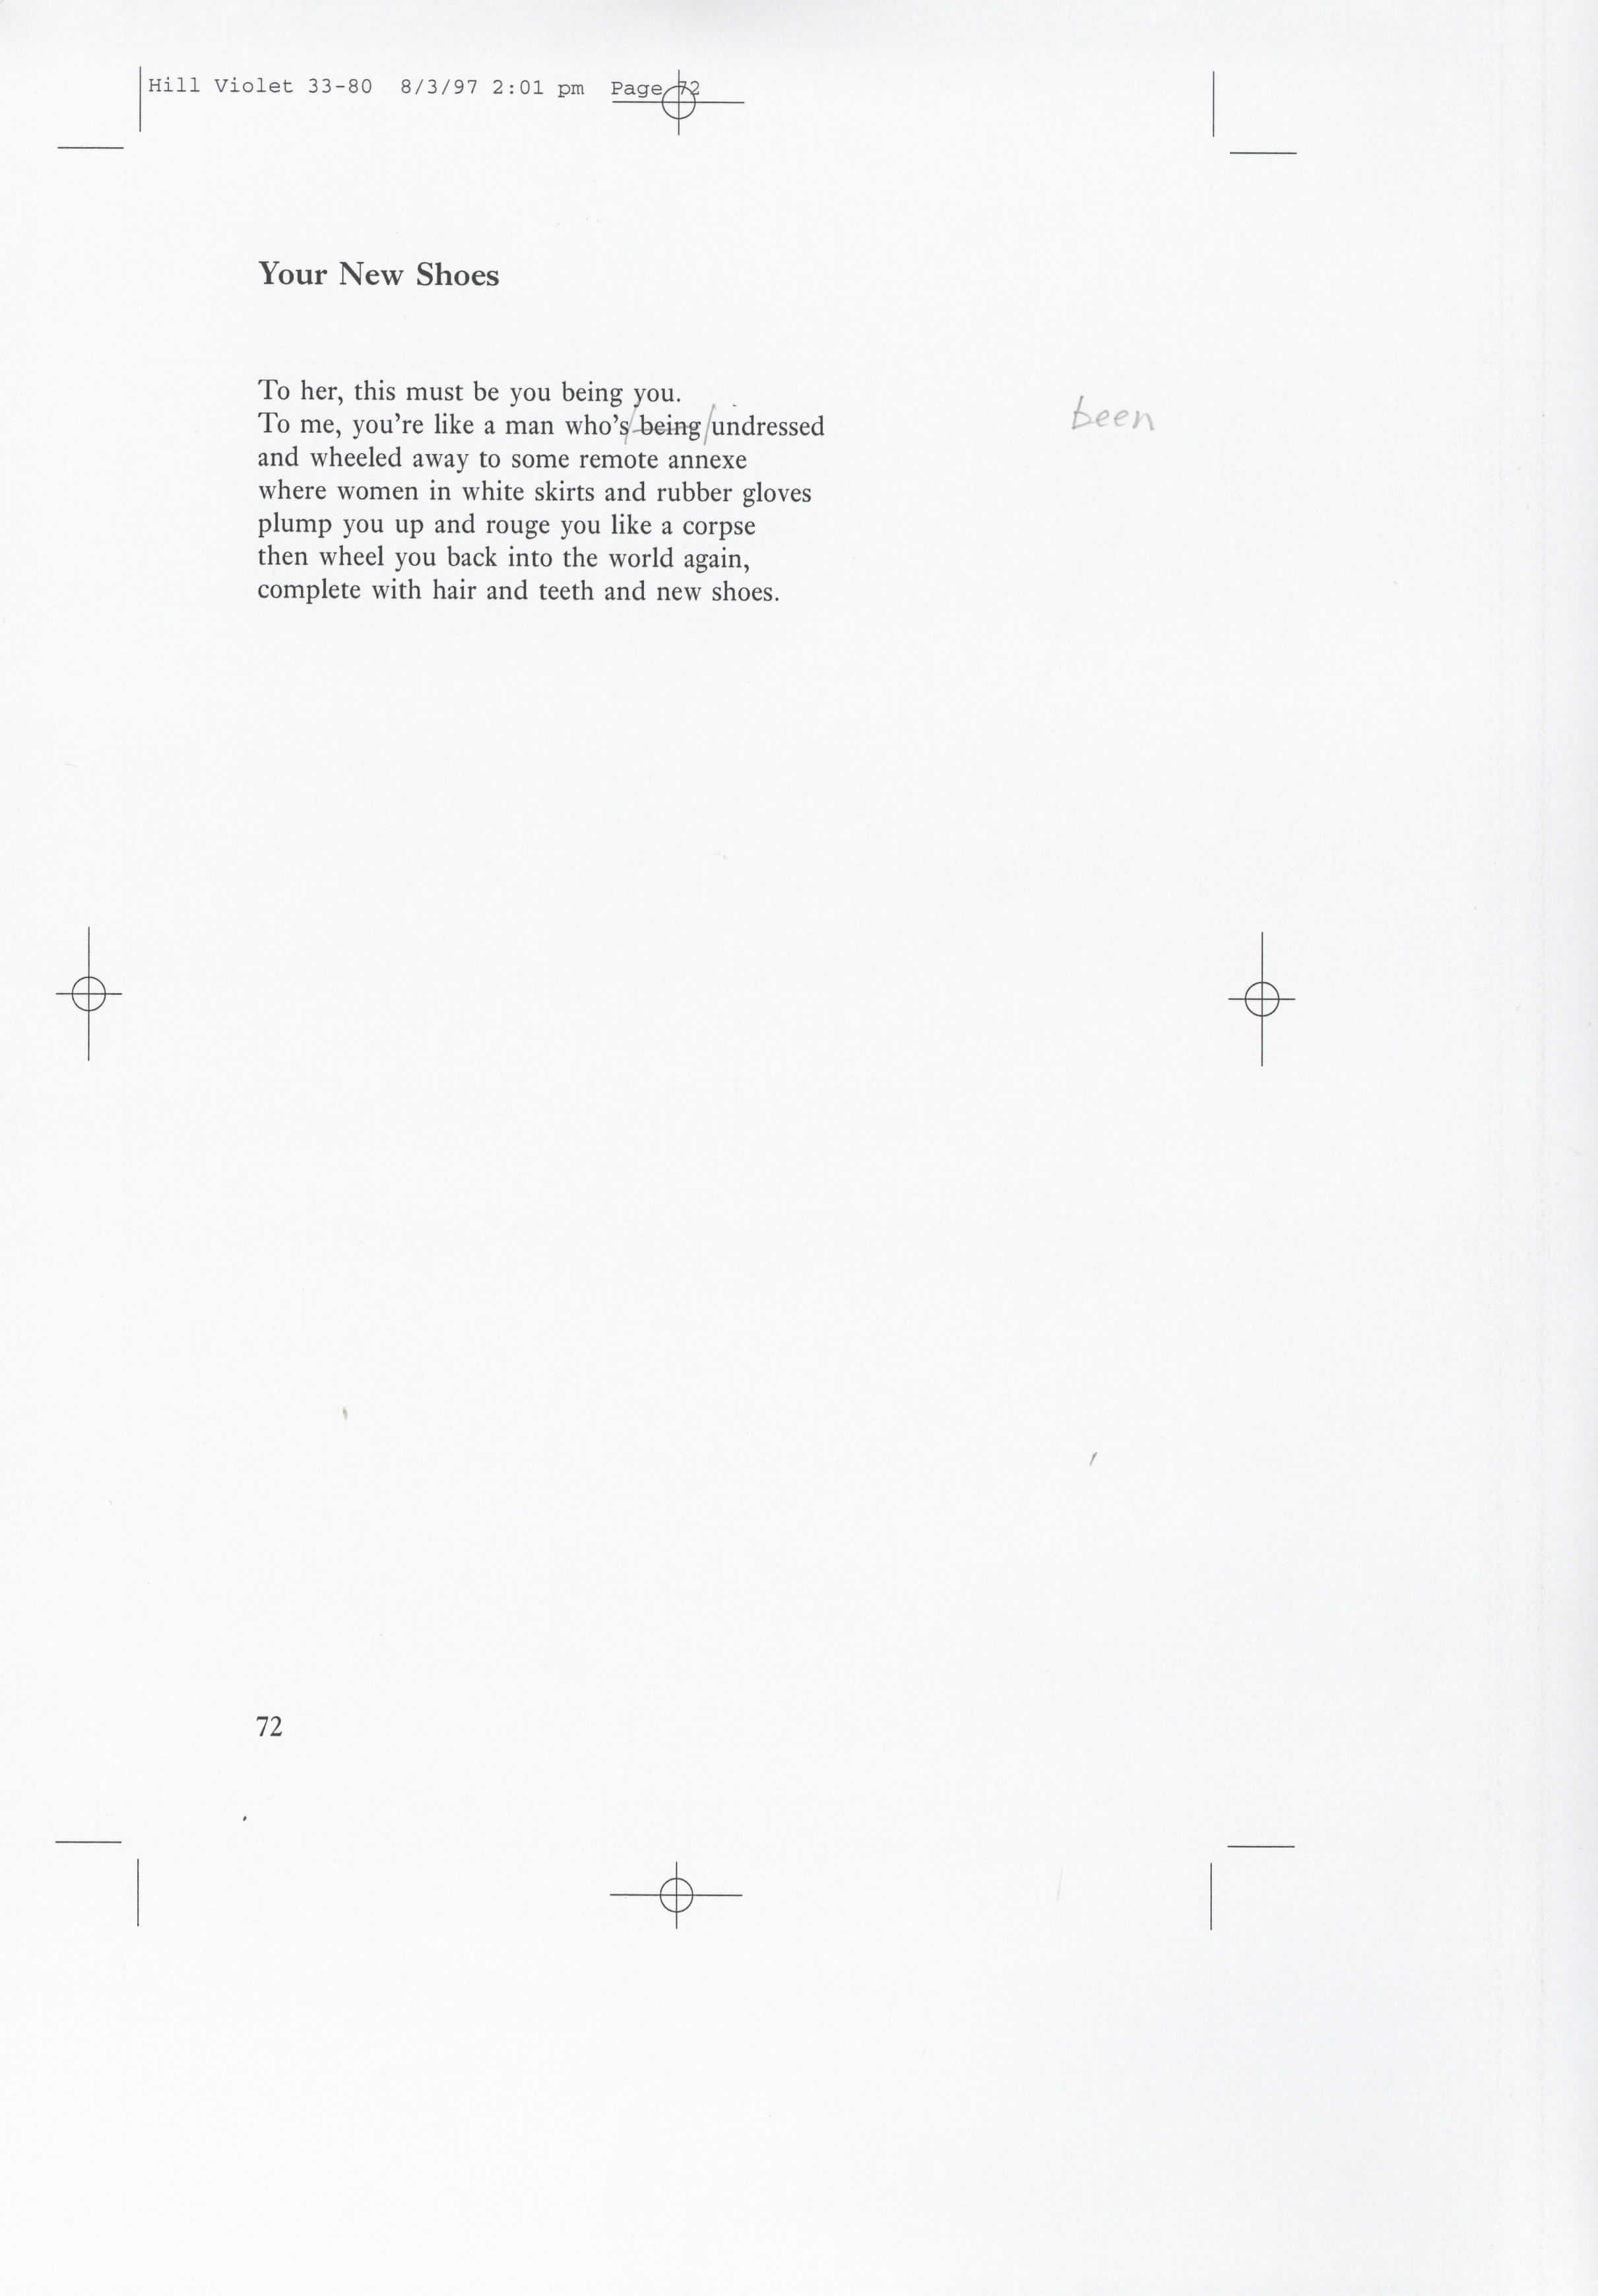 Hill Violet 33-80 8/3/97 2:01 pm Page 72
Your New Shoes
To her, this must be you being you.
To me, you're like a man who's being undressed
been
and wheeled away to some remote annexe
where women in white skirts and rubber gloves
plump you up and rouge you like a corpse
then wheel you back into the world again,
complete with hair and teeth and new shoes.
72